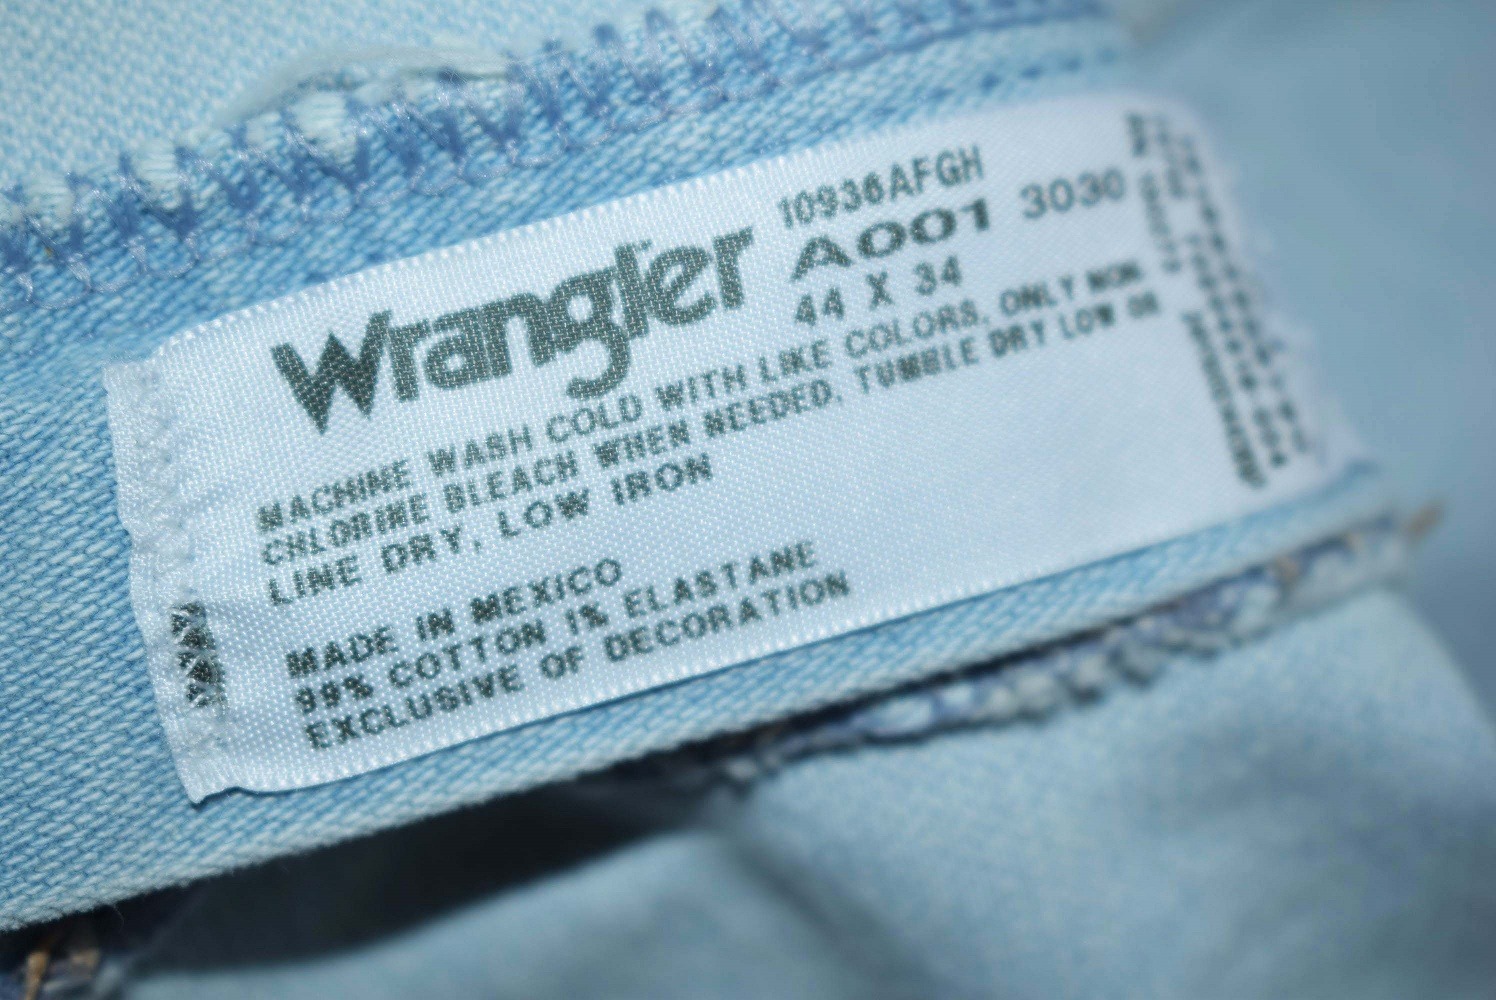 Wrangler
10936AFGH
A001 3030
44 X 34
MACHINE WASH COLD WITH LIKE COLORS. ONLY NON
CHLORINE BLEACH WHEN NEEDED. TUMBLE DRY LOW OR
LINE DRY. LOW IRON
MADE IN MEXICO
99% COTTON 1% ELASTANE
EXCLUSIVE OF DECORATION